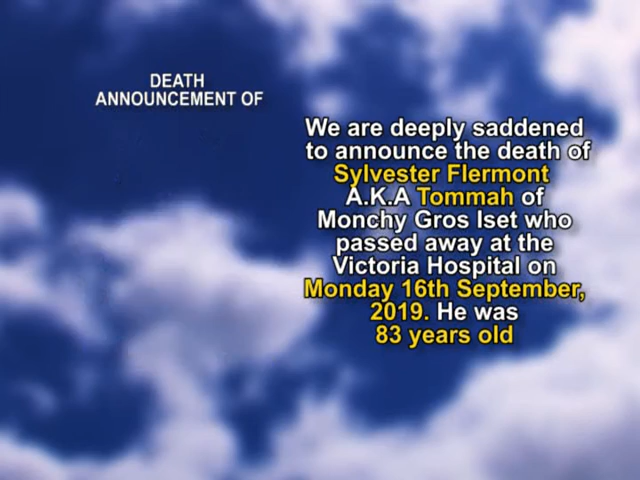 DEATH
ANNOUNCEMENT OF
We are deeply saddened
to announce the death of
Sylvester Flermont
A.K.A Tommah of
Monchy Gros Iset who
passed away at the
Victoria Hospital on
Monday 16th September,
2019. He was
83 years old